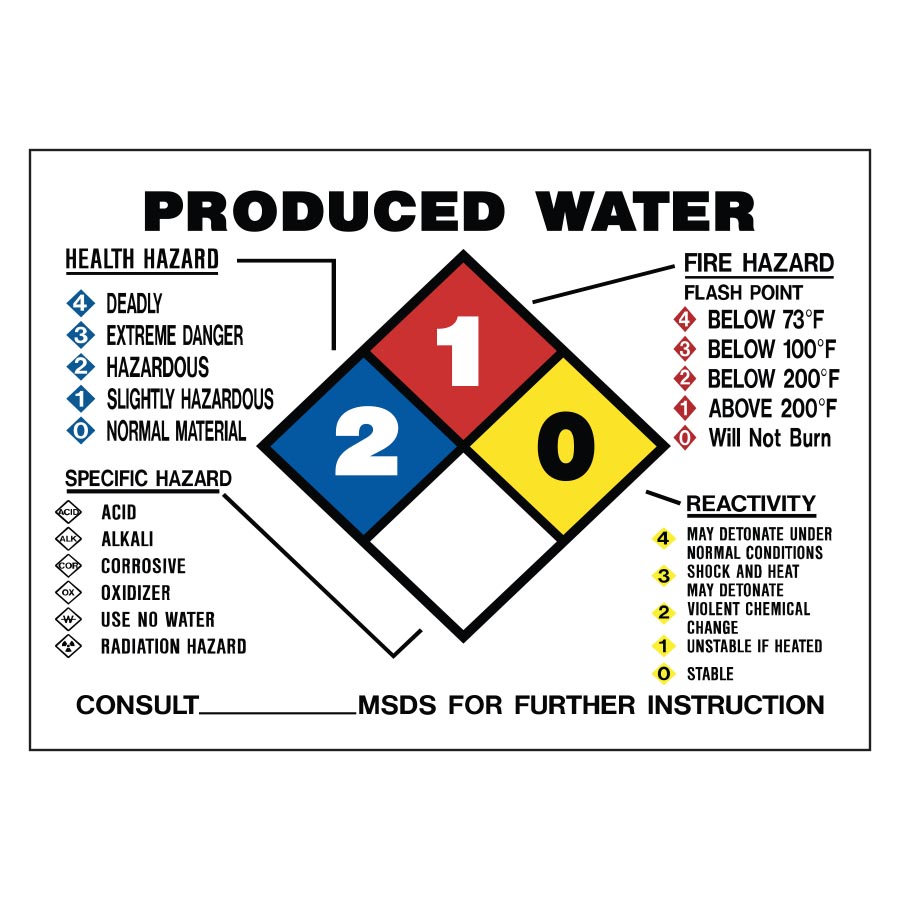 PRODUCED WATER
HEALTH HAZARD
4 DEADLY
3 EXTREME DANGER
2 HAZARDOUS
1 SLIGHTLY HAZARDOUS
0 NORMAL MATERIAL
SPECIFIC HAZARD
ACID ACID
ALK ALKALI
COR CORROSIVE
OX OXIDIZER
W USE NO WATER
RADIATION HAZARD
1
2
0
FIRE HAZARD
FLASH POINT
4 BELOW 73°F
3 BELOW 100°F
2 BELOW 200°F
1 ABOVE 200°F
0 Will Not Burn
REACTIVITY
4 MAY DETONATE UNDER
NORMAL CONDITIONS
3 SHOCK AND HEAT
MAY DETONATE
2 VIOLENT CHEMICAL
CHANGE
1 UNSTABLE IF HEATED
0 STABLE
CONSULT____________MSDS FOR FURTHER INSTRUCTION